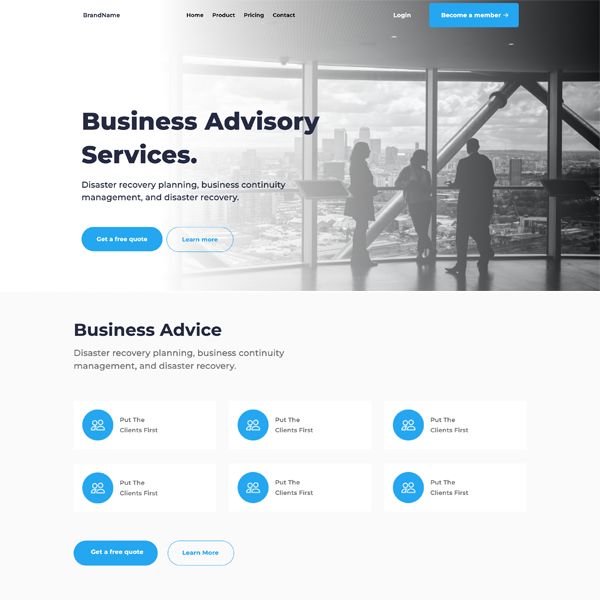 BrandName
Home Product Pricing Contact
Login
Become a member →
Business Advisory
Services.
Disaster recovery planning, business continuity
management, and disaster recovery.
Get a free quote
Learn more
Business Advice
Disaster recovery planning, business continuity
management, and disaster recovery.
Put The
Clients First
Put The
Clients First
Put The
Clients First
Put The
Clients First
Put The
Clients First
Put The
Clients First
Get a free quote
Learn More